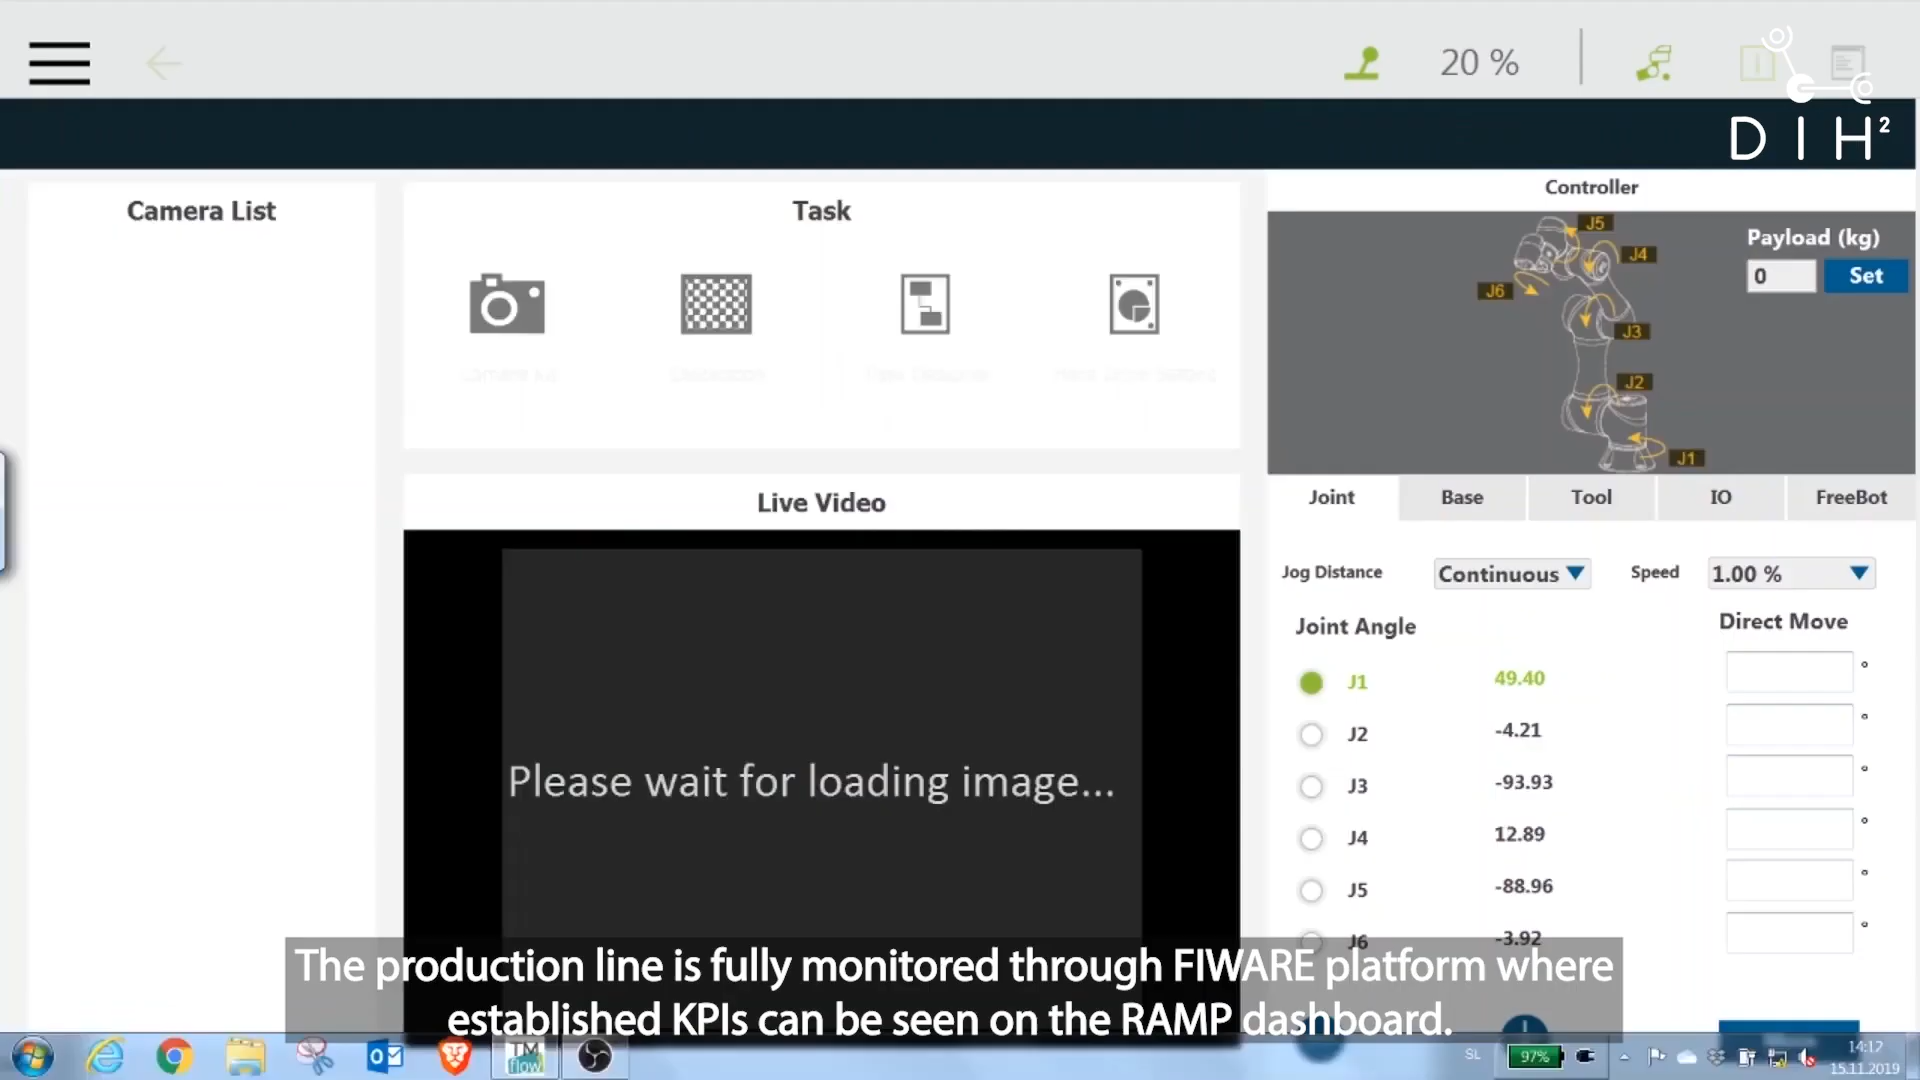 20 %
DIH²
Camera List
Task
Controller
J5
J4
J6
J3
J2
J1
Payload (kg)
0
Set
Live Video
Please wait for loading image...
Joint
Base
Tool
IO
FreeBot
Jog Distance
Continuous
Speed
1.00 %
Joint Angle
Direct Move
J1 49.40 °
J2 -4.21 °
J3 -93.93 °
J4 12.89 °
J5 -88.96 °
J6 -3.92 °
The production line is fully monitored through FIWARE platform where
established KPIs can be seen on the RAMP dashboard.
TM
flow
SL
97%
14:12
15.11.2019